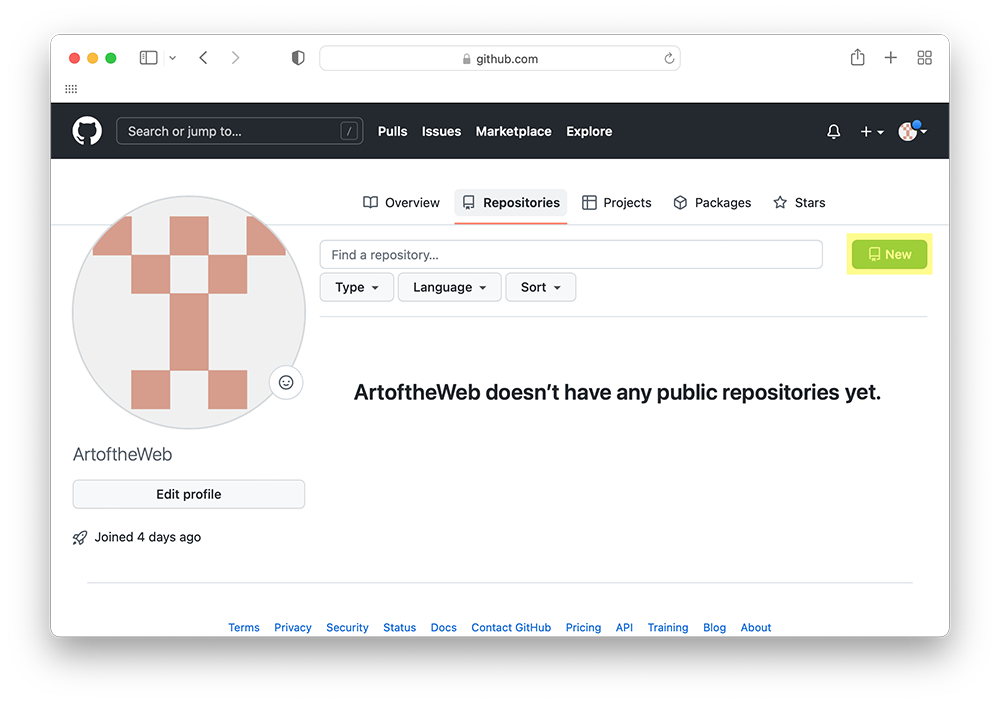 github.com
Search or jump to... / Pulls Issues Marketplace Explore
Overview Repositories Projects Packages Stars
Find a repository... New
Type Language Sort
ArtoftheWeb doesn’t have any public repositories yet.
ArtoftheWeb
Edit profile
Joined 4 days ago
Terms Privacy Security Status Docs Contact GitHub Pricing API Training Blog About